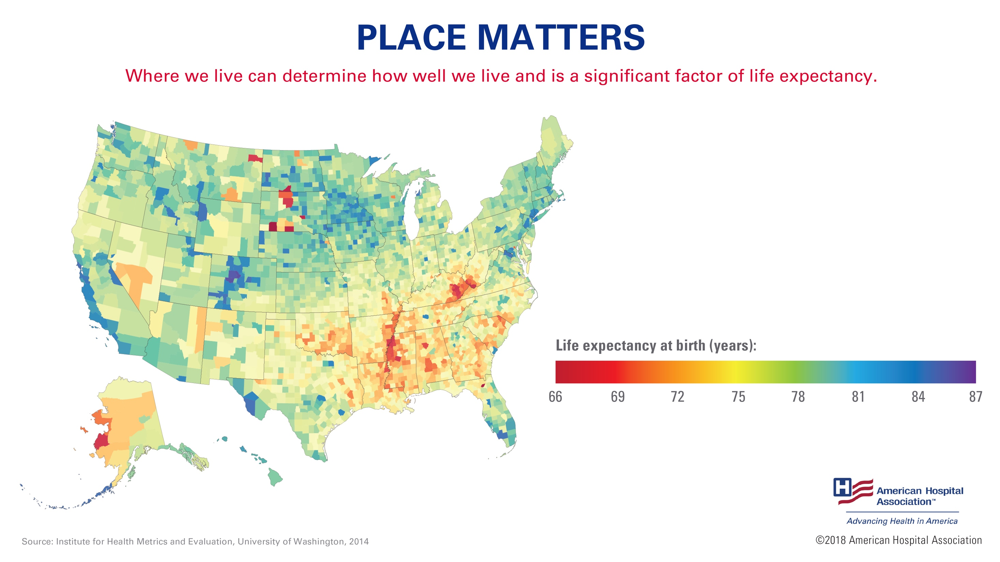 PLACE MATTERS
Where we live can determine how well we live and is a significant factor of life expectancy.
Life expectancy at birth (years):
66 69 72 75 78 81 84 87
H
American Hospital
Association™
Advancing Health in America
Source: Institute for Health Metrics and Evaluation, University of Washington, 2014
©2018 American Hospital Association